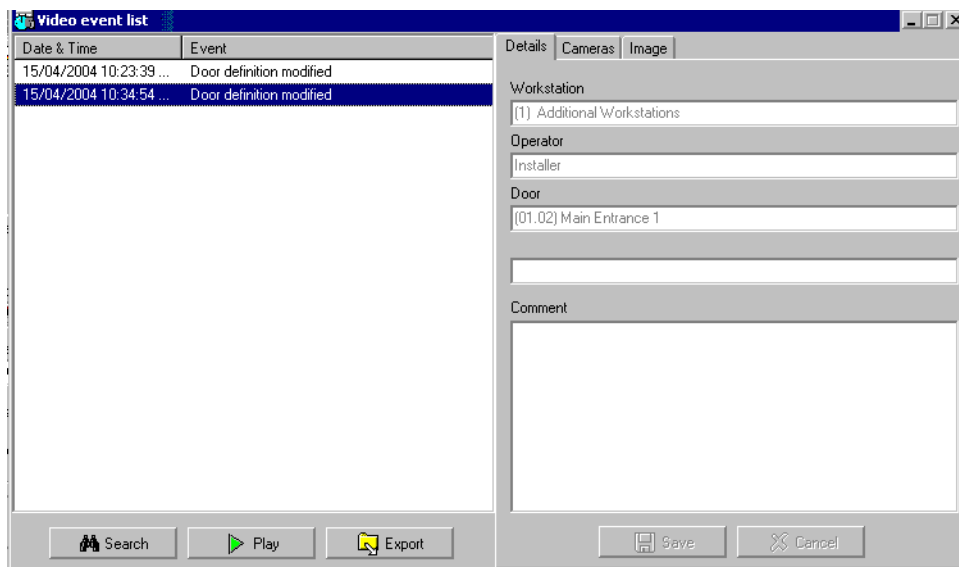 Video event list
Date & Time Event
15/04/2004 10:23:39 ... Door definition modified
15/04/2004 10:34:54 ... Door definition modified
Search Play Export
Details Cameras Image
Workstation
(1) Additional Workstations
Operator
Installer
Door
(01.02) Main Entrance 1
Comment
Save Cancel